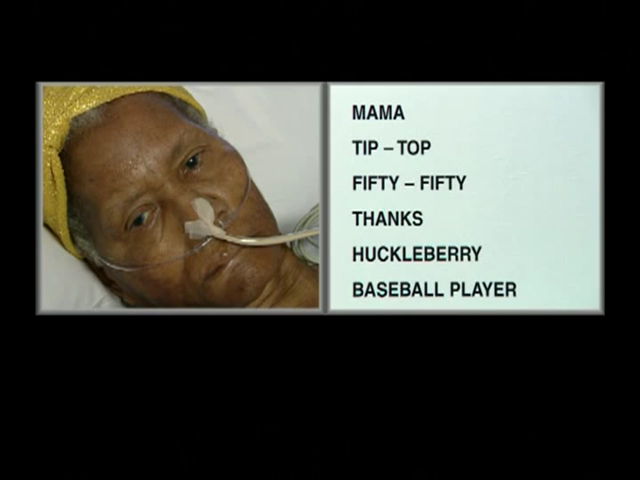 MAMA
TIP – TOP
FIFTY – FIFTY
THANKS
HUCKLEBERRY
BASEBALL PLAYER